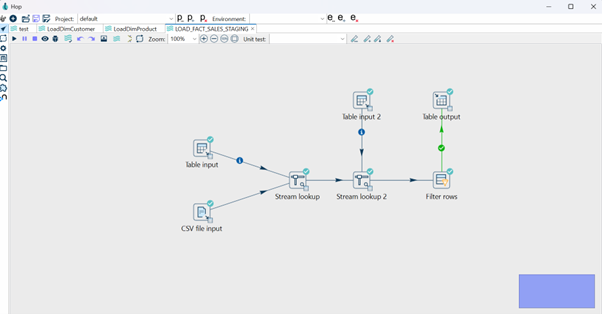 Hop
Project: default Environment:
test LoadDimCustomer LoadDimProduct LOAD_FACT_SALES_STAGING
Zoom: 100% Unit test:
Table input 2 Table output
Table input
Stream lookup Stream lookup 2 Filter rows
CSV file input